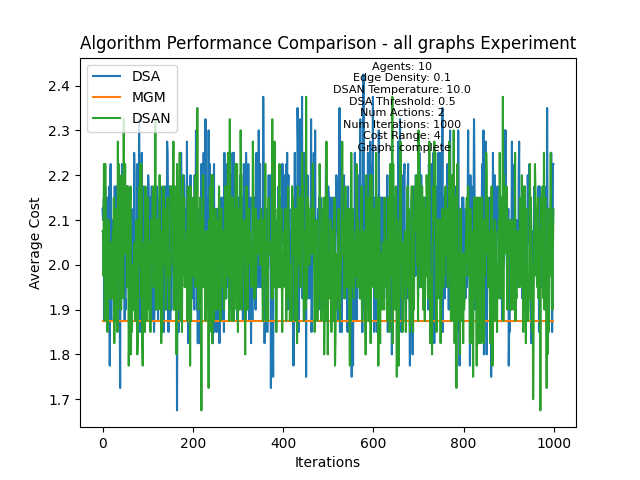 Algorithm Performance Comparison - all graphs Experiment
DSA
MGM
DSAN
Agents: 10
Edge Density: 0.1
DSAN Temperature: 10.0
DSA Threshold: 0.5
Num Actions: 2
Num Iterations: 1000
Cost Range: 4
Graph: complete
Average Cost
2.4
2.3
2.2
2.1
2.0
1.9
1.8
1.7
0 200 400 600 800 1000
Iterations